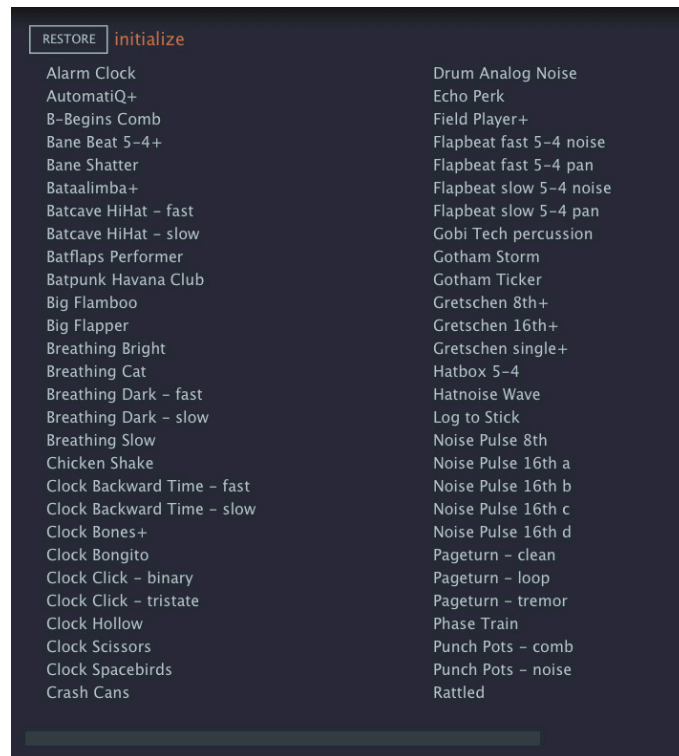 RESTORE initialize
Alarm Clock
AutomatiQ+
B-Begins Comb
Bane Beat 5-4+
Bane Shatter
Bataalimba+
Batcave HiHat - fast
Batcave HiHat - slow
Batflaps Performer
Batpunk Havana Club
Big Flamboo
Big Flapper
Breathing Bright
Breathing Cat
Breathing Dark - fast
Breathing Dark - slow
Breathing Slow
Chicken Shake
Clock Backward Time - fast
Clock Backward Time - slow
Clock Bones+
Clock Bongito
Clock Click - binary
Clock Click - tristate
Clock Hollow
Clock Scissors
Clock Spacebirds
Crash Cans
Drum Analog Noise
Echo Perk
Field Player+
Flapbeat fast 5-4 noise
Flapbeat fast 5-4 pan
Flapbeat slow 5-4 noise
Flapbeat slow 5-4 pan
Gobi Tech percussion
Gotham Storm
Gotham Ticker
Gretschen 8th+
Gretschen 16th+
Gretschen single+
Hatbox 5-4
Hatnoise Wave
Log to Stick
Noise Pulse 8th
Noise Pulse 16th a
Noise Pulse 16th b
Noise Pulse 16th c
Noise Pulse 16th d
Pageturn - clean
Pageturn - loop
Pageturn - tremor
Phase Train
Punch Pots - comb
Punch Pots - noise
Rattled